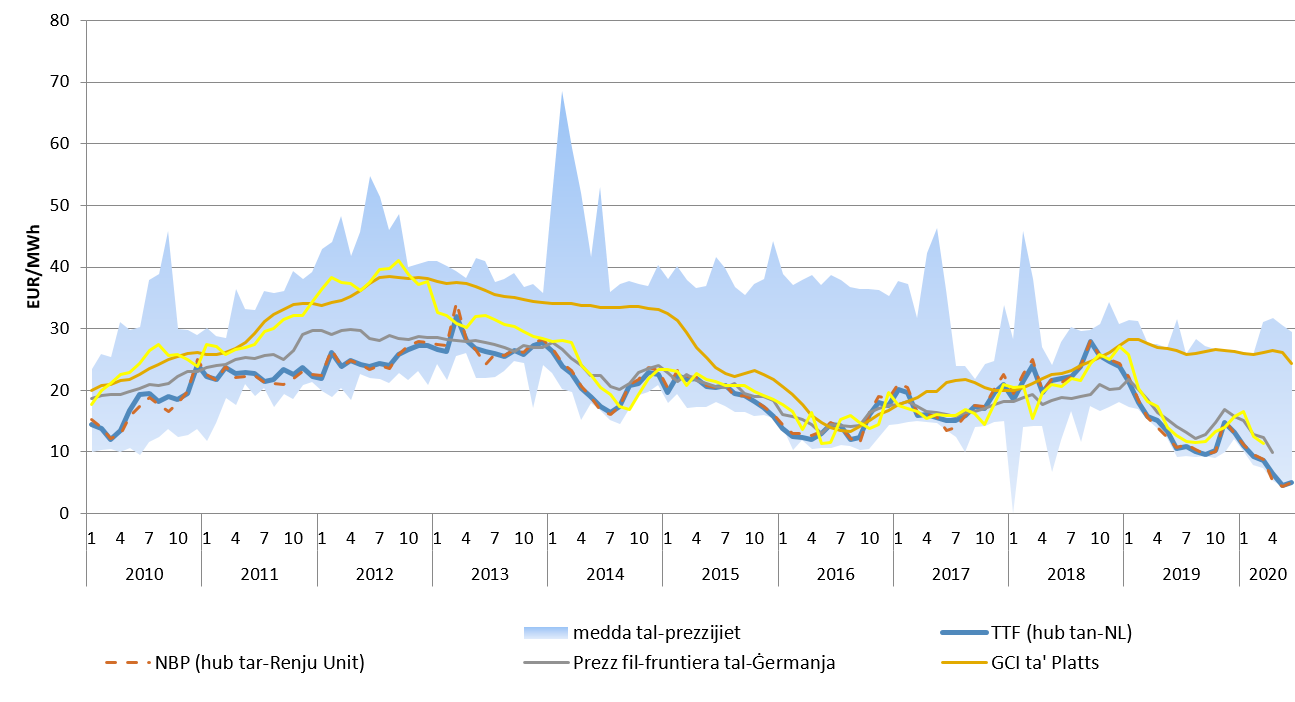 80
70
60
50
40
30
20
10
0
EUR/MWh
1 4 7 10 1 4 7 10 1 4 7 10 1 4 7 10 1 4 7 10 1 4 7 10 1 4 7 10 1 4 7 10 1 4 7 10 1 4 7 10 1 4
2010 2011 2012 2013 2014 2015 2016 2017 2018 2019 2020
medda tal-prezzijiet
TTF (hub tan-NL)
NBP (hub tar-Renju Unit)
Prezz fil-fruntiera tal-Ġermanja
GCI ta' Platts